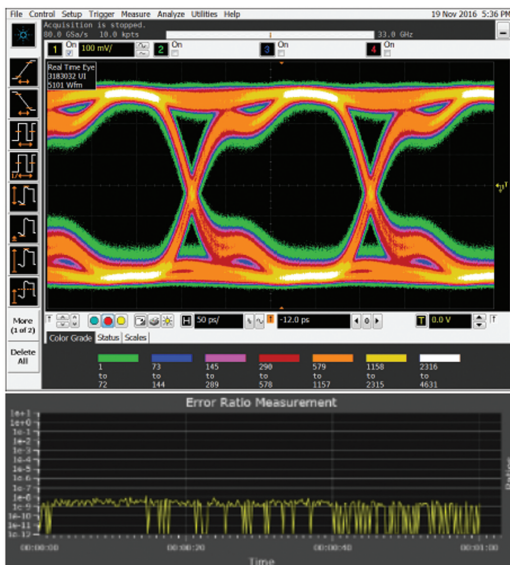 File Control Setup Trigger Measure Analyze Utilities Help 19 Nov 2016 5:36 PM
Acquisition is stopped.
80.0 GSa/s 10.0 kpts 33.0 GHz
1 On 100 mV/ 2 On 3 On 4 On
Real Time Eye
3183032 UI
5101 Wfm
More
(1 of 2)
Delete
All
H 50 ps/ -12.0 ps 0 T 0.0 V
Color Grade Status Scales
1 73 145 290 579 1158 2316
to to to to to to to
72 144 289 578 1157 2315 4631
Error Ratio Measurement
1e+1
1e+0
1e-1
1e-2
1e-3
1e-4
1e-5
1e-6
1e-7
1e-8
1e-9
1e-10
1e-11
1e-12
00:00:00 00:00:20 00:00:40 00:01:00
Time